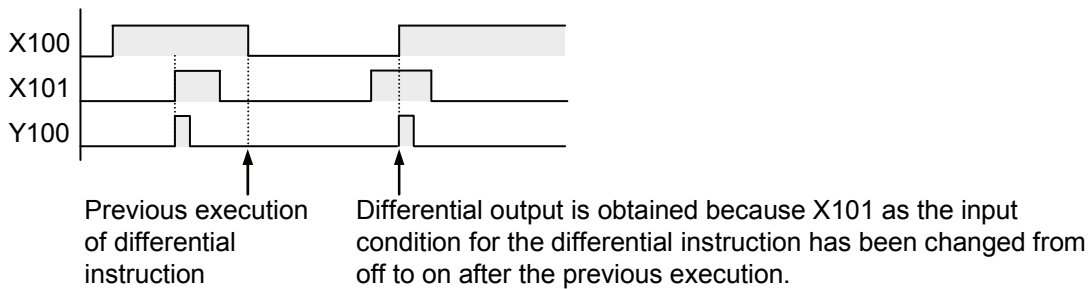 X100
X101
Y100
Previous execution
of differential
instruction
Differential output is obtained because X101 as the input
condition for the differential instruction has been changed from
off to on after the previous execution.